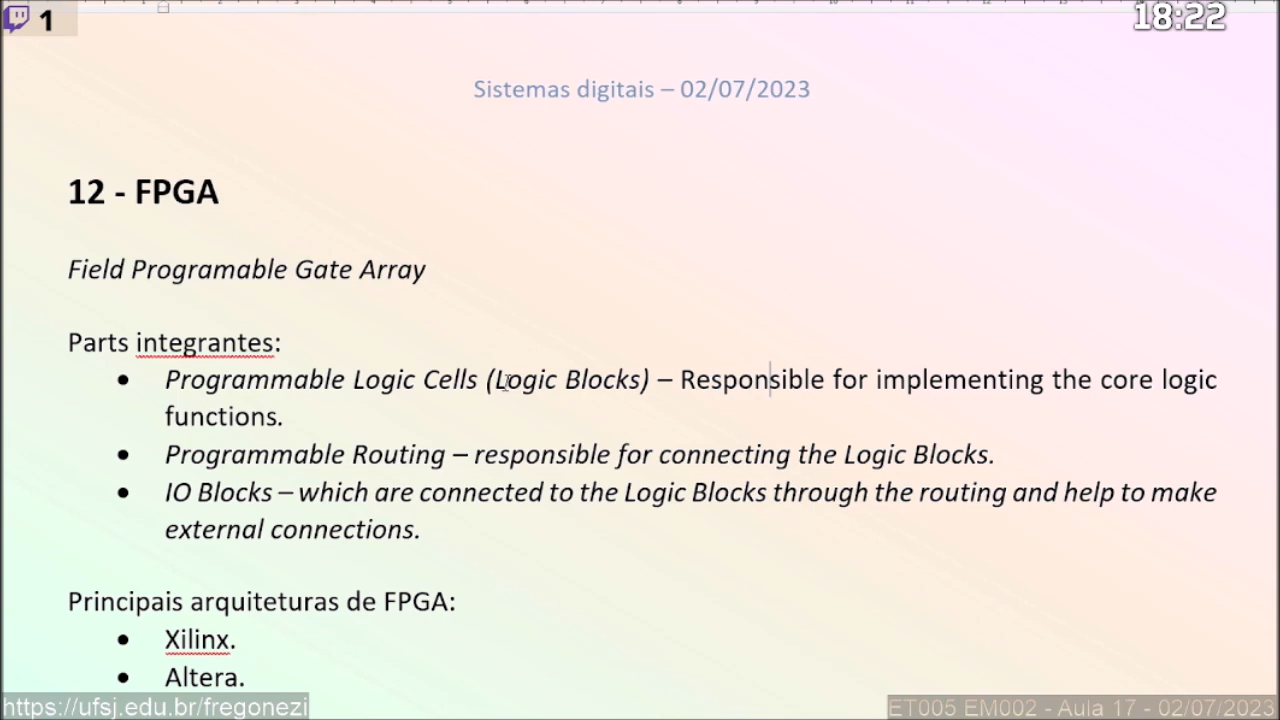 1
18:22
Sistemas digitais – 02/07/2023
12 - FPGA
Field Programable Gate Array
Parts integrantes:
• Programmable Logic Cells (Logic Blocks) – Responsible for implementing the core logic
functions.
• Programmable Routing – responsible for connecting the Logic Blocks.
• IO Blocks – which are connected to the Logic Blocks through the routing and help to make
external connections.
Principais arquiteturas de FPGA:
• Xilinx.
• Altera.
https://ufsj.edu.br/fregonezi
ET005 EM002 - Aula 17 - 02/07/2023